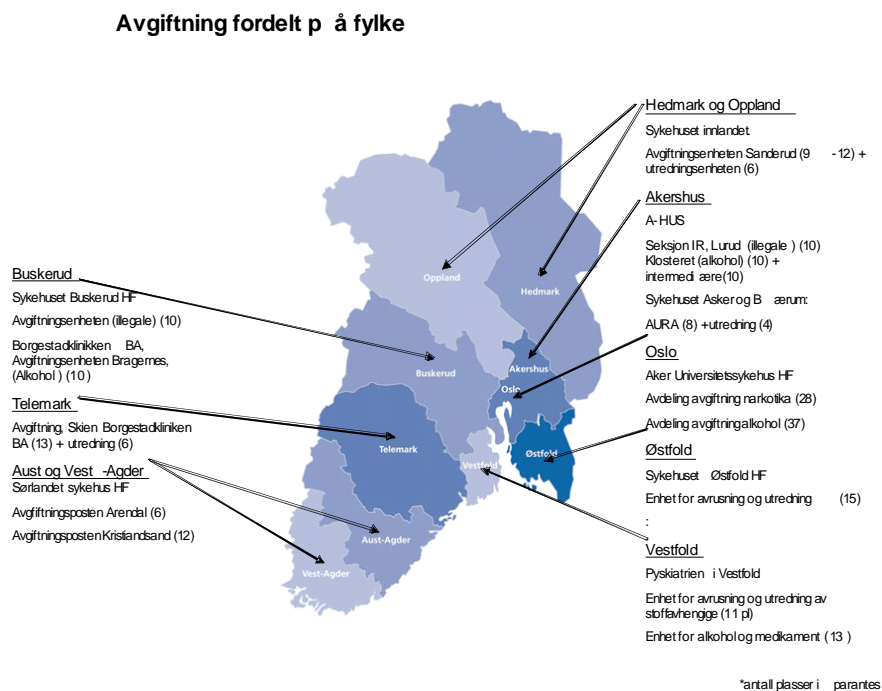 Avgiftning fordelt p å fylke
Hedmark og Oppland
Sykehuset innlandet.
Avgiftningsenheten Sanderud (9 -12) +
utredningsenheten (6)
Akershus
A-HUS
Seksjon IR, Lurud (illegale ) (10)
Klosteret (alkohol) (10) +
intermedi ære(10)
Sykehuset Asker og B ærum:
AURA (8) +utredning (4)
Oslo
Aker Universitetssykehus HF
Avdeling avgiftning narkotika (28)
Avdeling avgiftning alkohol (37)
Østfold
Sykehuset Østfold HF
Enhet for avrusning og utredning (15)
:
Vestfold
Pyskiatrien i Vestfold
Enhet for avrusning og utredning av
stoffavhengige (11 pl)
Enhet for alkohol og medikament (13 )
Buskerud
Sykehuset Buskerud HF
Avgiftningsenheten (illegale) (10)
Borgestadklinikken BA,
Avgiftningsenheten Bragernes,
(Alkohol ) (10 )
Telemark
Avgiftning, Skien Borgestadkliniken
BA (13) + utredning (6)
Aust og Vest -Agder
Sørlandet sykehus HF
Avgfiftningsposten Arendal (6)
Avgiftningsposten Kristiandsand (12)
Oppland
Hedmark
Buskerud
Akershus
Oslo
Telemark
Vestfold
Østfold
Aust-Agder
Vest-Agder
*antall plasser i parantes